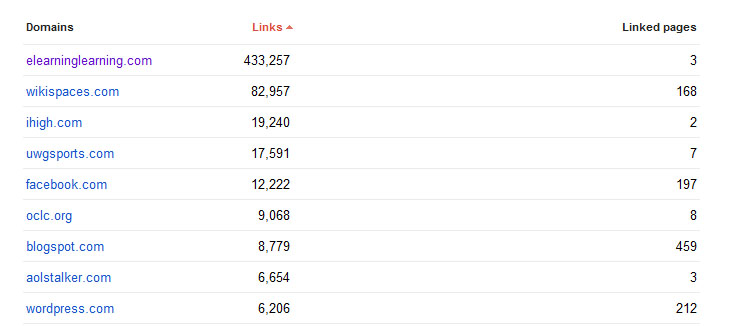 Domains Links Linked pages
elearninglearning.com 433,257 3
wikispaces.com 82,957 168
ihigh.com 19,240 2
uwgsports.com 17,591 7
facebook.com 12,222 197
oclc.org 9,068 8
blogspot.com 8,779 459
aolstalker.com 6,654 3
wordpress.com 6,206 212